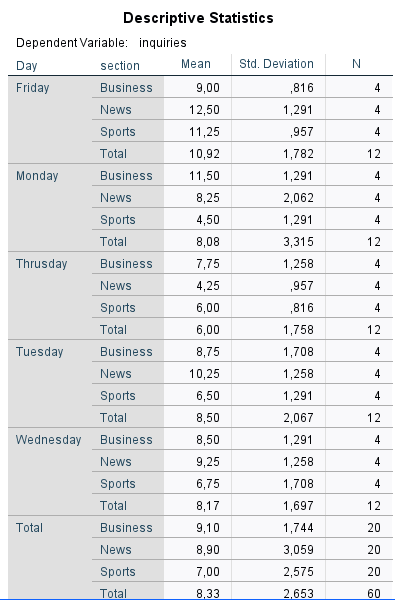 Descriptive Statistics
Dependent Variable: inquiries
Day section Mean Std. Deviation N
Friday Business 9,00 ,816 4
News 12,50 1,291 4
Sports 11,25 ,957 4
Total 10,92 1,782 12
Monday Business 11,50 1,291 4
News 8,25 2,062 4
Sports 4,50 1,291 4
Total 8,08 3,315 12
Thrusday Business 7,75 1,258 4
News 4,25 ,957 4
Sports 6,00 ,816 4
Total 6,00 1,758 12
Tuesday Business 8,75 1,708 4
News 10,25 1,258 4
Sports 6,50 1,291 4
Total 8,50 2,067 12
Wednesday Business 8,50 1,291 4
News 9,25 1,258 4
Sports 6,75 1,708 4
Total 8,17 1,697 12
Total Business 9,10 1,744 20
News 8,90 3,059 20
Sports 7,00 2,575 20
Total 8,33 2,653 60